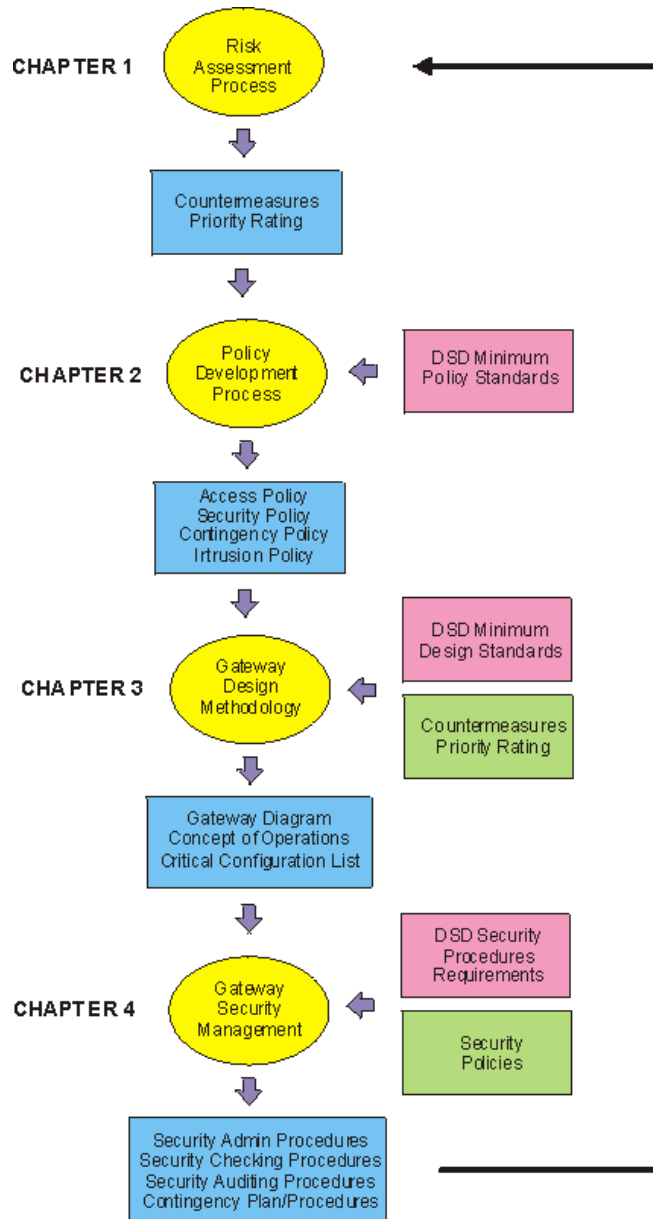 Risk
Assessment
Process
CHAPTER 1
Countermeasures
Priority Rating
Policy
Development
Process
CHAPTER 2
DSD Minimum
Policy Standards
Access Policy
Security Policy
Contingency Policy
Irtrusion Policy
Gateway
Design
Methodology
CHAPTER 3
DSD Minimum
Design Standards
Countermeasures
Priority Rating
Gateway Diagram
Concept of Operations
Critical Configuration List
Gateway
Security
Management
CHAPTER 4
DSD Security
Procedures
Requirements
Security
Policies
Security Admin Procedures
Security Checking Procedures
Security Auditing Procedures
Contingency Plan/Procedures